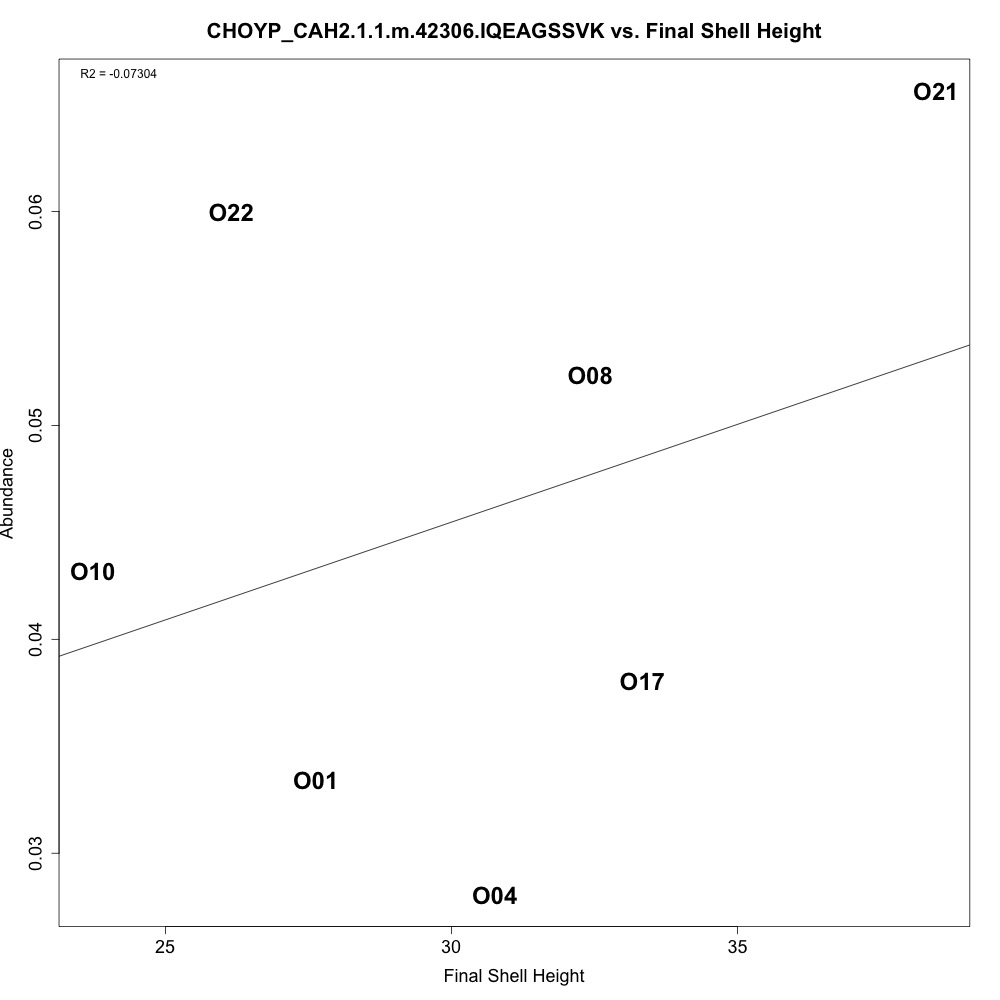 CHOYP_CAH2.1.1.m.42306.IQEAGSSVK vs. Final Shell Height
R2 = -0.07304
O21
O22
O08
O10
O17
O01
O04
Abundance
0.06
0.05
0.04
0.03
25 30 35
Final Shell Height